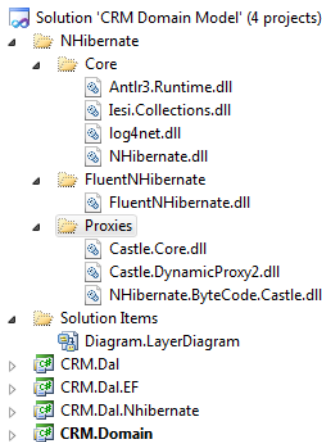 Solution 'CRM Domain Model' (4 projects)
NHibernate
Core
Antlr3.Runtime.dll
Iesi.Collections.dll
log4net.dll
NHibernate.dll
FluentNHibernate
FluentNHibernate.dll
Proxies
Castle.Core.dll
Castle.DynamicProxy2.dll
NHibernate.ByteCode.Castle.dll
Solution Items
Diagram.LayerDiagram
CRM.Dal
CRM.Dal.EF
CRM.Dal.Nhibernate
CRM.Domain